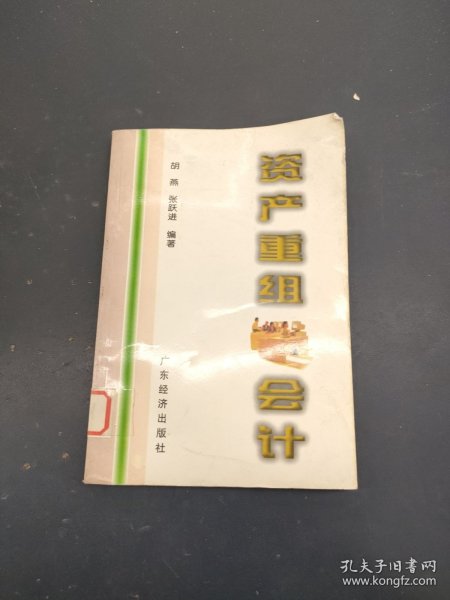 资产重组会计
胡燕 张跃进 编著
广东经济出版社
孔夫子旧书网
www.kongfz.com